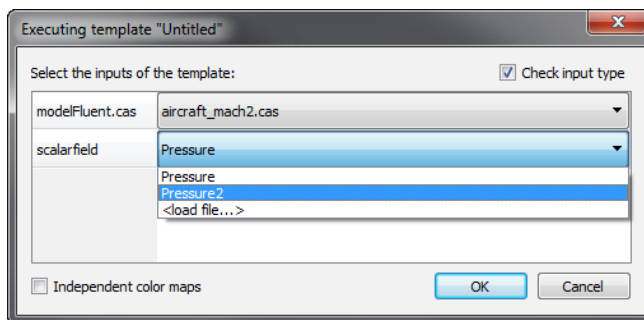 Executing template "Untitled"
Select the inputs of the template:
Check input type
modelFluent.cas
aircraft_mach2.cas
scalarfield
Pressure
Pressure
Pressure2
<load file...>
Independent color maps
OK
Cancel